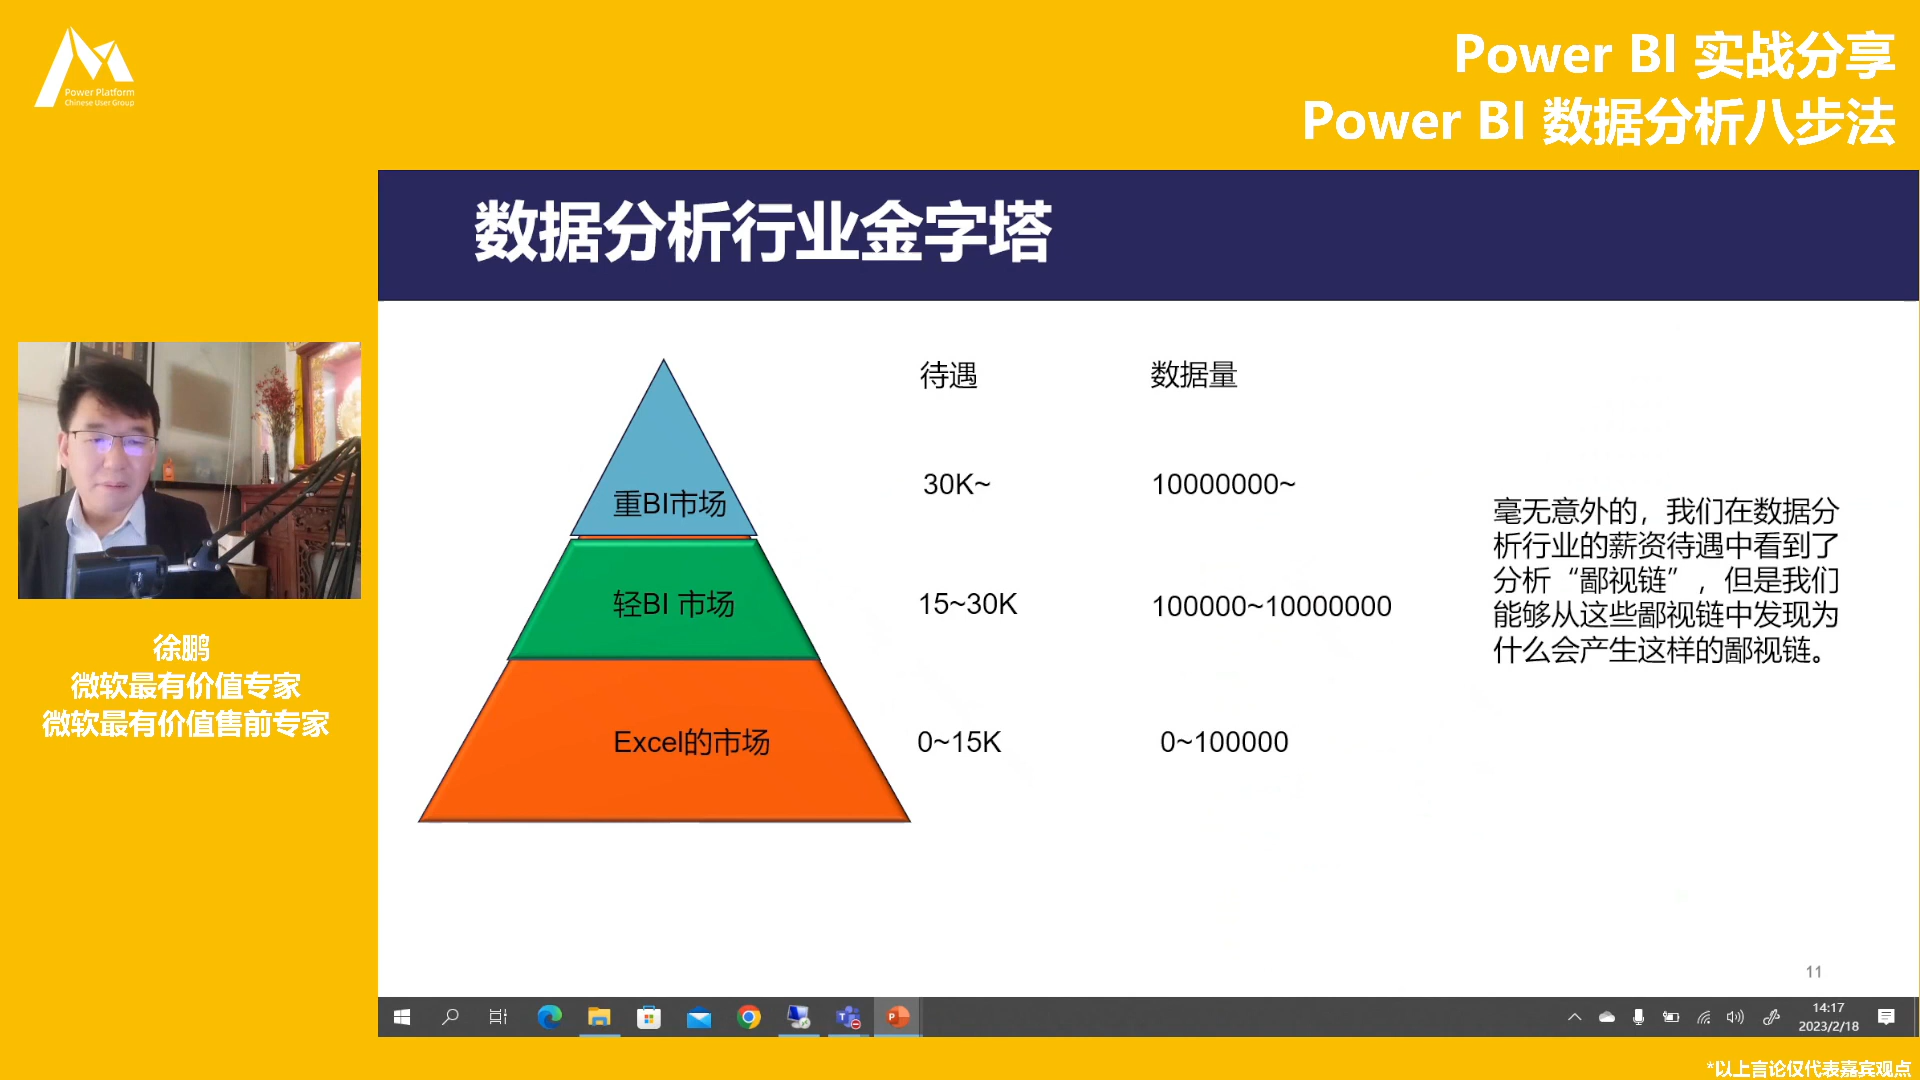 Power Platform
Chinese User Group
Power BI 实战分享
Power BI 数据分析八步法
数据分析行业金字塔
待遇
数据量
重BI市场
30K~
10000000~
轻BI 市场
15~30K
100000~10000000
Excel的市场
0~15K
0~100000
毫无意外的，我们在数据分
析行业的薪资待遇中看到了
分析“鄙视链”，但是我们
能够从这些鄙视链中发现为
什么会产生这样的鄙视链。
徐鹏
微软最有价值专家
微软最有价值售前专家
11
14:17
2023/2/18
*以上言论仅代表嘉宾观点